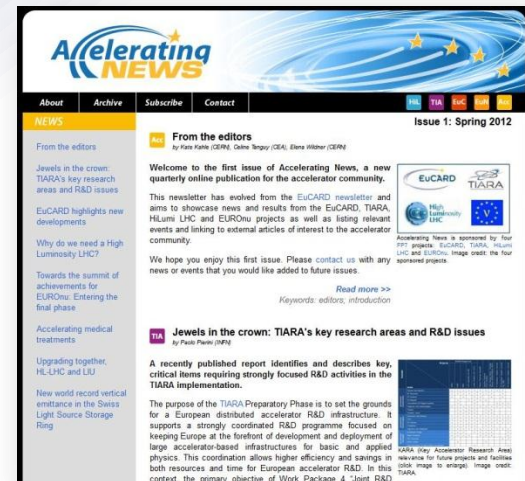 Accelerating
NEWS
About Archive Subscribe Contact
HiL TIA EuC EuN Acc
NEWS
Issue 1: Spring 2012
From the editors
Jewels in the crown:
TIARA's key research
areas and R&D issues
EuCARD highlights new
developments
Why do we need a High
Luminosity LHC?
Towards the summit of
achievements for
EUROnu: Entering the
final phase
Accelerating medical
treatments
Upgrading together,
HL-LHC and LIU
New world record vertical
emittance in the Swiss
Light Source Storage
Ring
Acc From the editors
by Kate Kahle (CERN), Celine Tanguy (CEA), Elena Wildner (CERN)
Welcome to the first issue of Accelerating News, a new
quarterly online publication for the accelerator community.
This newsletter has evolved from the EuCARD newsletter and
aims to showcase news and results from the EuCARD, TIARA,
HiLumi LHC and EUROnu projects as well as listing relevant
events and linking to external articles of interest to the accelerator
community.
We hope you enjoy this first issue. Please contact us with any
news or events that you would like added to future issues.
Read more >>
Keywords: editors; introduction
EuCARD
TIARA
High
Luminosity
LHC
Accelerating News is sponsored by four
FP7 projects: EuCARD, TIARA, HiLumi
LHC and EUROnu. Image credit: the four
sponsored projects.
TIA Jewels in the crown: TIARA's key research areas and R&D issues
by Paolo Pierini (INFN)
A recently published report identifies and describes key,
critical items requiring strongly focused R&D activities in the
TIARA implementation.
The purpose of the TIARA Preparatory Phase is to set the grounds
for a European distributed accelerator R&D infrastructure. It
supports a strongly coordinated R&D programme focused on
keeping Europe at the forefront of development and deployment of
large accelerator-based infrastructures for basic and applied
physics. This coordination allows higher efficiency and savings in
both resources and time for European accelerator R&D. In this
context, the primary objective of Work Package 4 "Joint R&D
KARA (Key Accelerator Research Area)
relevance for future projects and facilities
(click image to enlarge). Image credit:
TIARA.